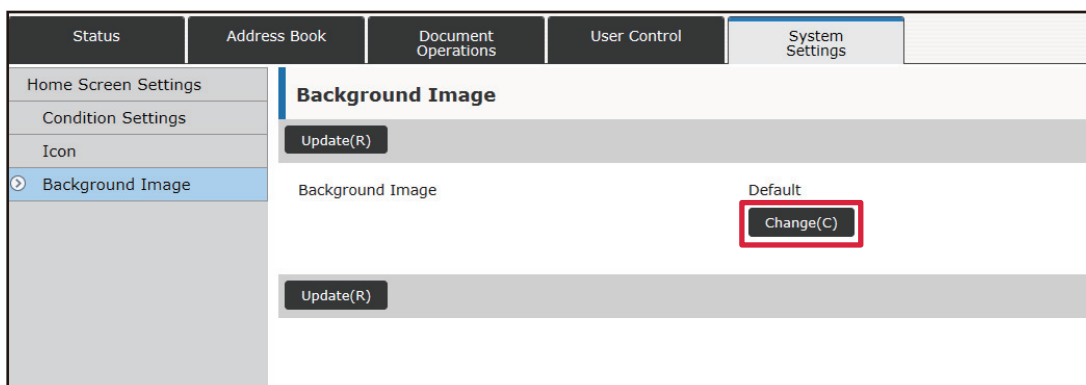 Status
Address Book
Document
Operations
User Control
System
Settings
Home Screen Settings
Condition Settings
Icon
Background Image
Background Image
Update(R)
Background Image
Default
Change(C)
Update(R)